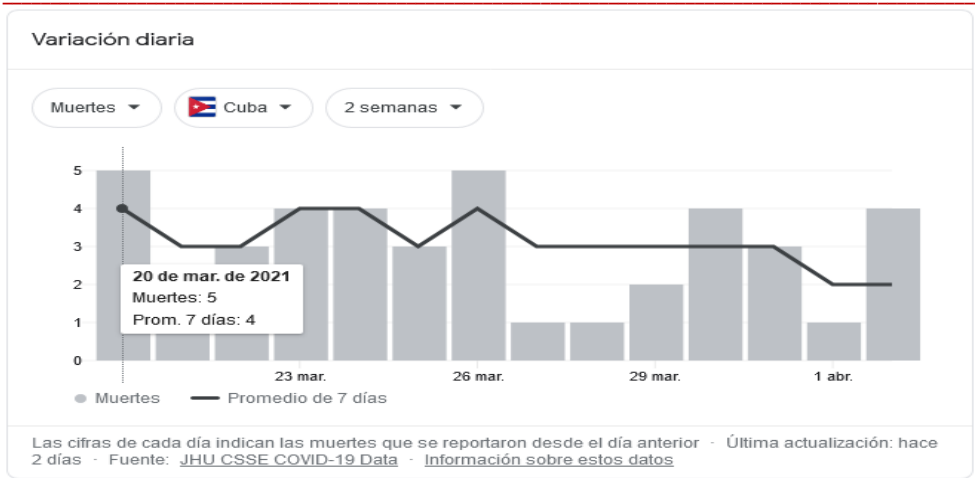 Variación diaria
Muertes Cuba 2 semanas
5
4
3
2
1
0
20 de mar. de 2021
Muertes: 5
Prom. 7 días: 4
23 mar. 26 mar. 29 mar. 1 abr.
Muertes Promedio de 7 días
Las cifras de cada día indican las muertes que se reportaron desde el día anterior · Última actualización: hace
2 días · Fuente: JHU CSSE COVID-19 Data · Información sobre estos datos